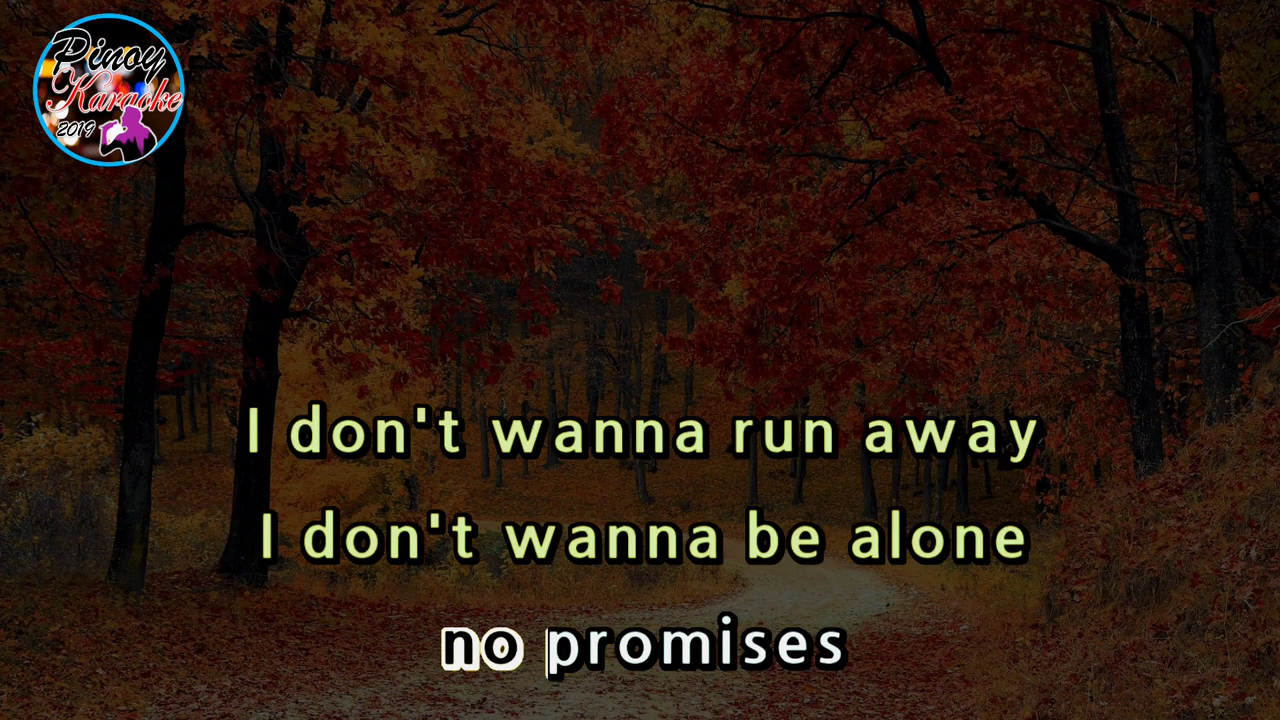 Pinoy
Karaoke
2019
I don't wanna run away
I don't wanna be alone
no promises